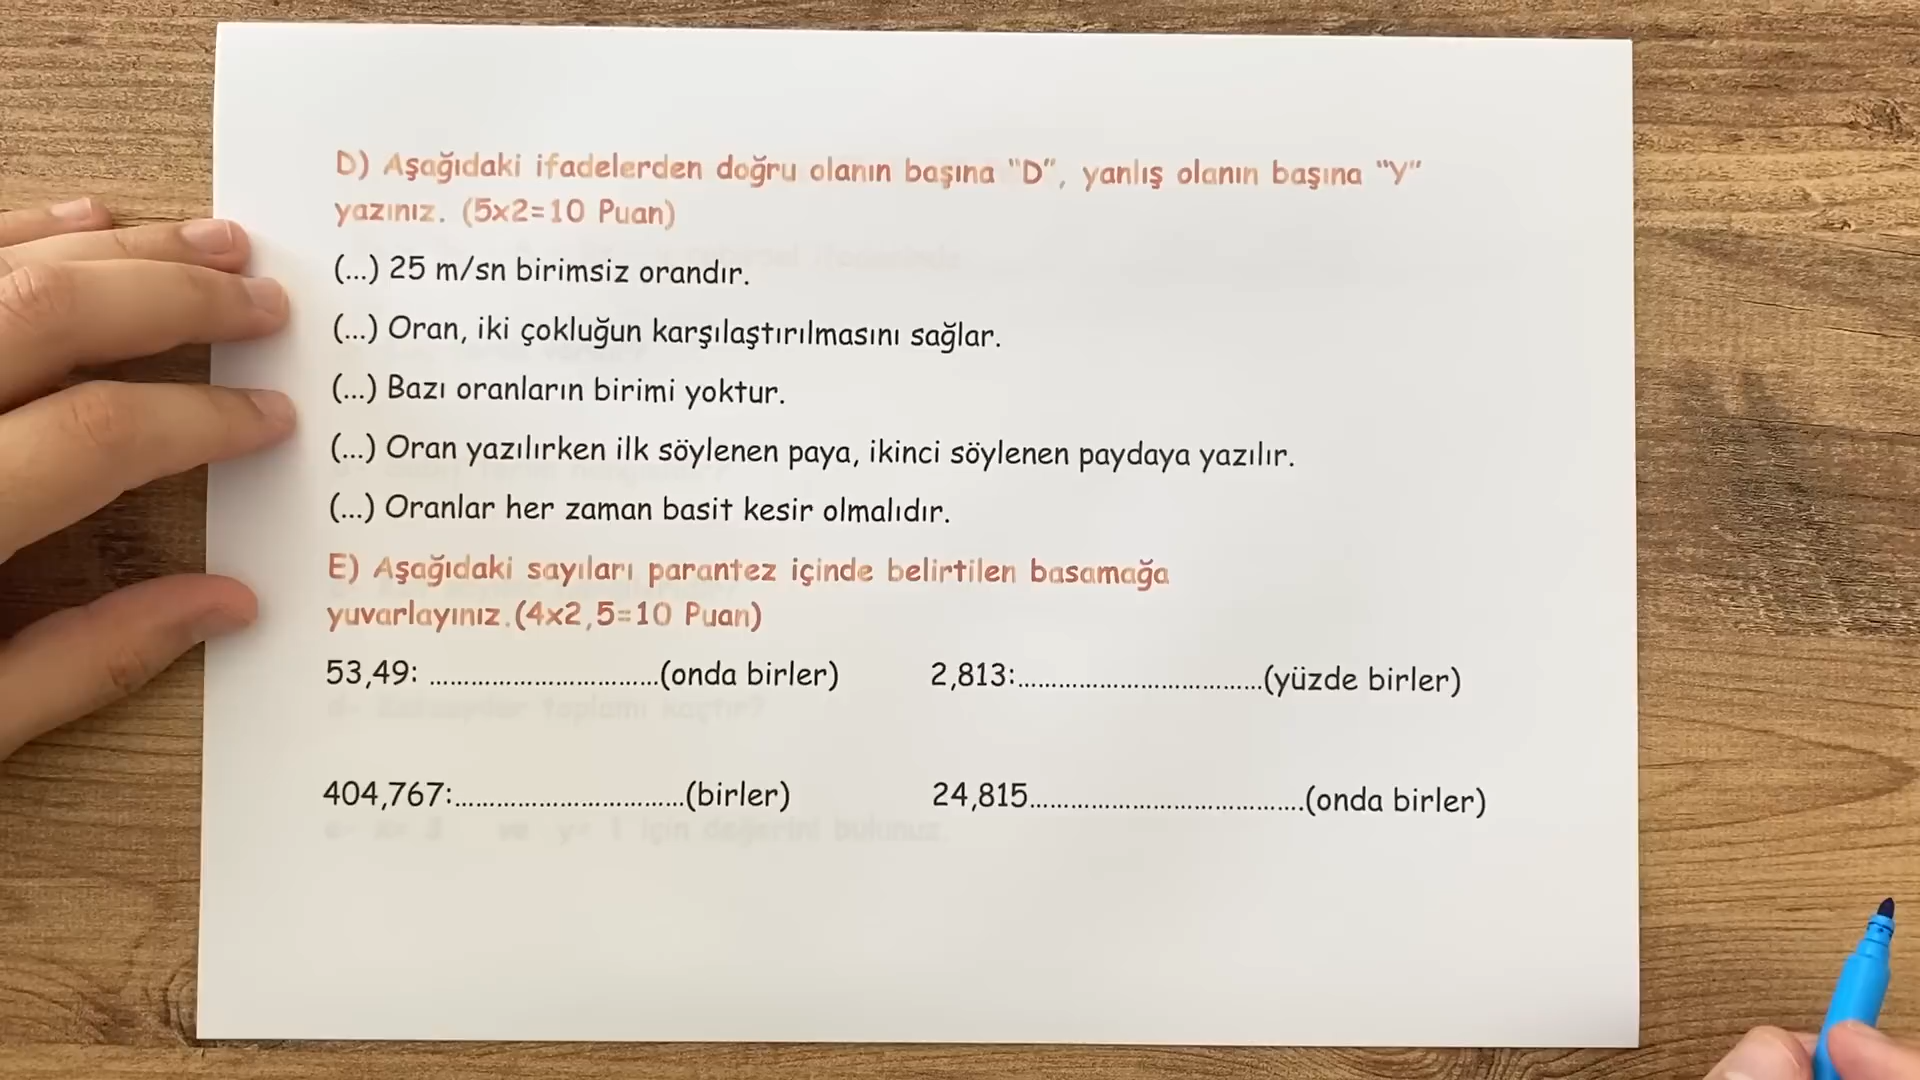 D) Aşağıdaki ifadelerden doğru olanın başına "D", yanlış olanın başına "Y"
yazınız. (5x2=10 Puan)
(...) 25 m/sn birimsiz orandır.
(...) Oran, iki çokluğun karşılaştırılmasını sağlar.
(...) Bazı oranların birimi yoktur.
(...) Oran yazılırken ilk söylenen paya, ikinci söylenen paydaya yazılır.
(...) Oranlar her zaman basit kesir olmalıdır.
E) Aşağıdaki sayıları parantez içinde belirtilen basamağa
yuvarlayınız.(4x2,5=10 Puan)
53,49: ................................(onda birler) 2,813:..................................(yüzde birler)
404,767:................................(birler) 24,815......................................(onda birler)